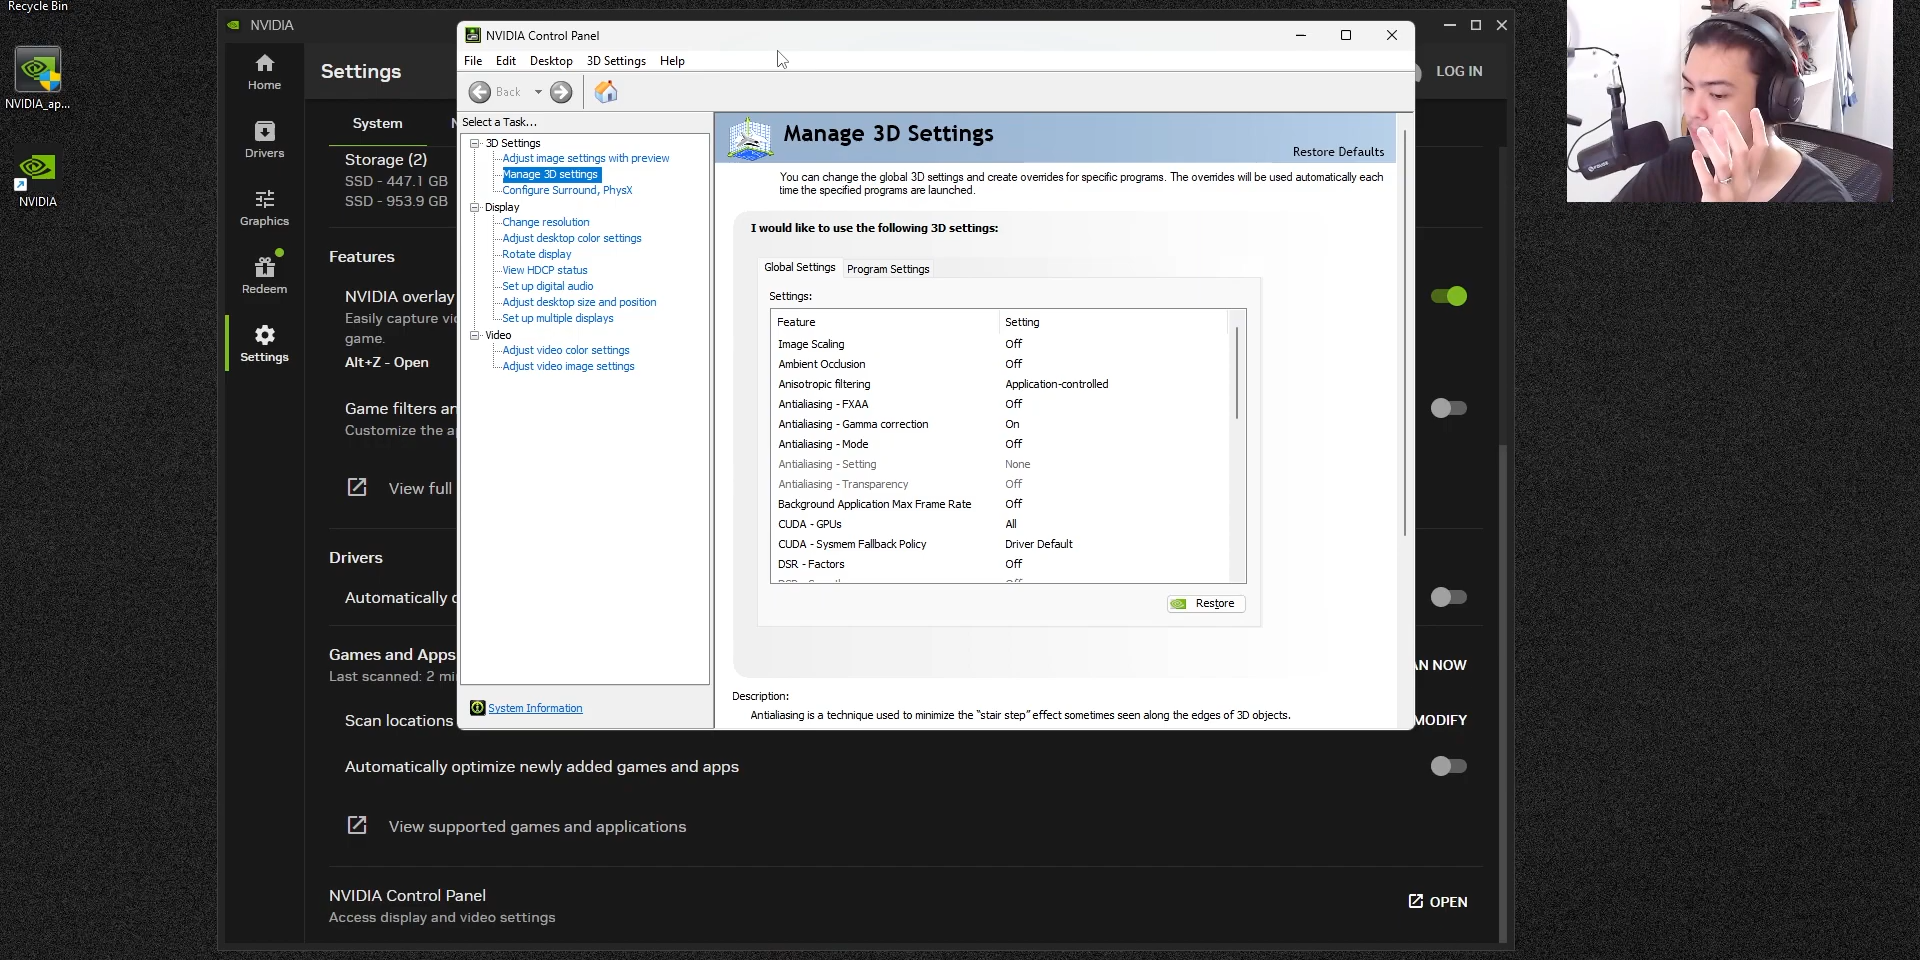 Recycle Bin
NVIDIA_ap...
NVIDIA
NVIDIA
Home
Drivers
Graphics
Redeem
Settings
Settings
LOG IN
System
Storage (2)
SSD - 447.1 GB
SSD - 953.9 GB
Features
NVIDIA overlay
Easily capture
game.
Alt+Z - Open
Game filters
Customize the
View full
Drivers
Automatically
Games and Apps
Last scanned: 2
Scan locations
NOW
MODIFY
Automatically optimize newly added games and apps
View supported games and applications
NVIDIA Control Panel
Access display and video settings
OPEN
NVIDIA Control Panel
File Edit Desktop 3D Settings Help
Back
Select a Task...
3D Settings
Adjust image settings with preview
Manage 3D settings
Configure Surround, PhysX
Display
Change resolution
Adjust desktop color settings
Rotate display
View HDCP status
Set up digital audio
Adjust desktop size and position
Set up multiple displays
Video
Adjust video color settings
Adjust video image settings
System Information
Manage 3D Settings
Restore Defaults
You can change the global 3D settings and create overrides for specific programs. The overrides will be used automatically each
time the specified programs are launched.
I would like to use the following 3D settings:
Global Settings Program Settings
Settings:
Feature Setting
Image Scaling Off
Ambient Occlusion Off
Anisotropic filtering Application-controlled
Antialiasing - FXAA Off
Antialiasing - Gamma correction On
Antialiasing - Mode Off
Antialiasing - Setting None
Antialiasing - Transparency Off
Background Application Max Frame Rate Off
CUDA - GPUs All
CUDA - Sysmem Fallback Policy Driver Default
DSR - Factors Off
Restore
Description:
Antialiasing is a technique used to minimize the "stair step" effect sometimes seen along the edges of 3D objects.